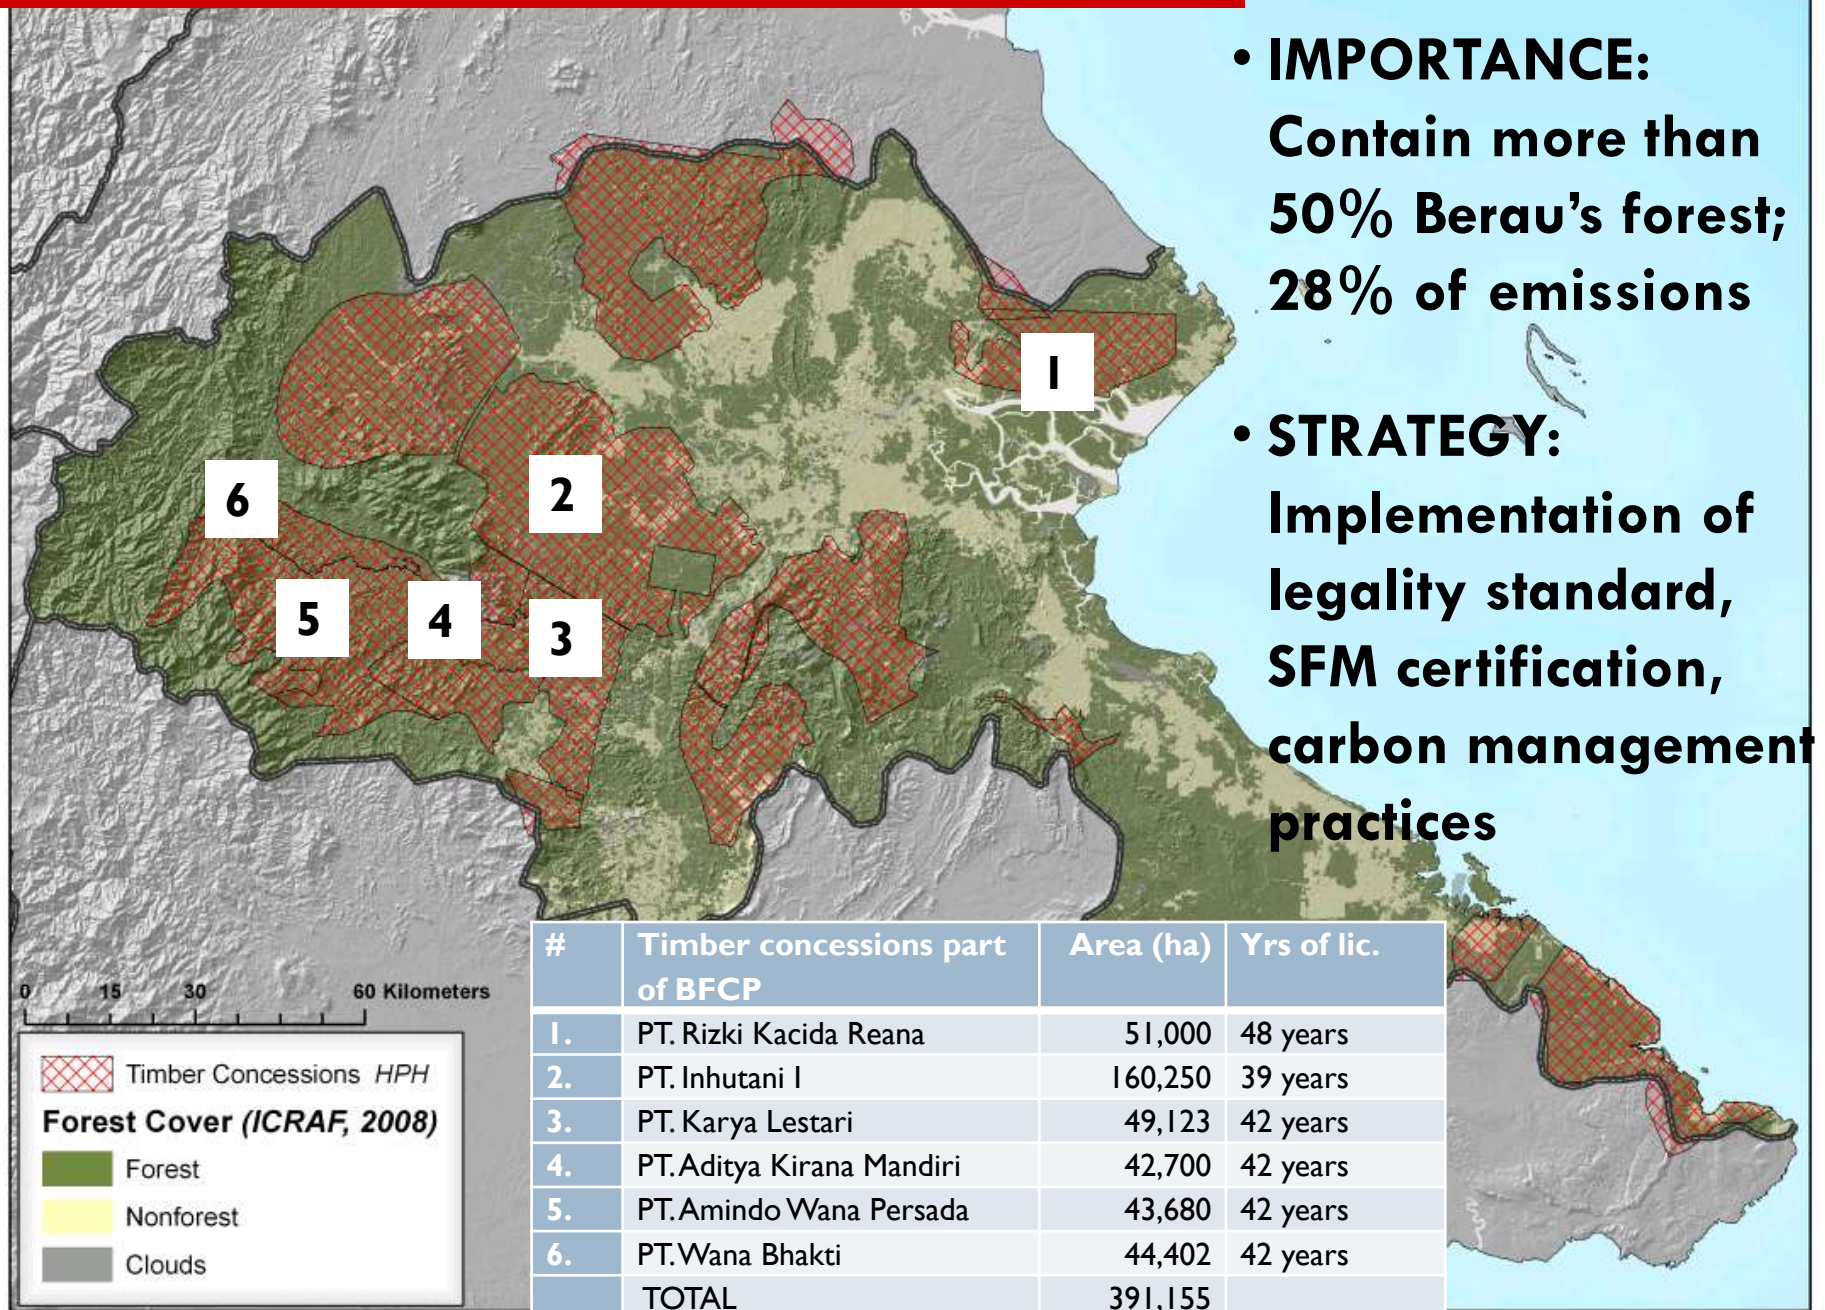 • IMPORTANCE:
Contain more than
50% Berau's forest;
28% of emissions
• STRATEGY:
Implementation of
legality standard,
SFM certification,
carbon management
practices
1
2
6
5
4
3
0 15 30 60 Kilometers
Timber Concessions HPH
Forest Cover (ICRAF, 2008)
Forest
Nonforest
Clouds
# Timber concessions part of BFCP Area (ha) Yrs of lic.
1. PT. Rizki Kacida Reana 51,000 48 years
2. PT. Inhutani I 160,250 39 years
3. PT. Karya Lestari 49,123 42 years
4. PT. Aditya Kirana Mandiri 42,700 42 years
5. PT. Amindo Wana Persada 43,680 42 years
6. PT. Wana Bhakti 44,402 42 years
TOTAL 391,155